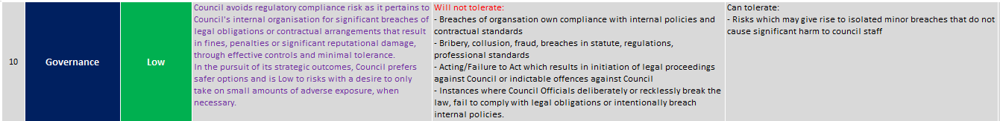 10
Governance
Low
Council avoids regulatory compliance risk as it pertains to
Council's internal organisation for significant breaches of
legal obligations or contractual arrangements that result
in fines, penalties or significant reputational damage,
through effective controls and minimal tolerance.
In the pursuit of its strategic outcomes, Council prefers
safer options and is Low to risks with a desire to only
take on small amounts of adverse exposure, when
necessary.
Will not tolerate:
- Breaches of organsation own compliance with internal policies and
contractual standards
- Bribery, collusion, fraud, breaches in statute, regulations,
professional standards
- Acting/Failure to Act which results in initiation of legal proceedings
against Council or indictable offences against Council
- Instances where Council Officials deliberately or recklessly break the
law, fail to comply with legal obligations or intentionally breach
internal policies.
Can tolerate:
- Risks which may give rise to isolated minor breaches that do not
cause significant harm to council staff